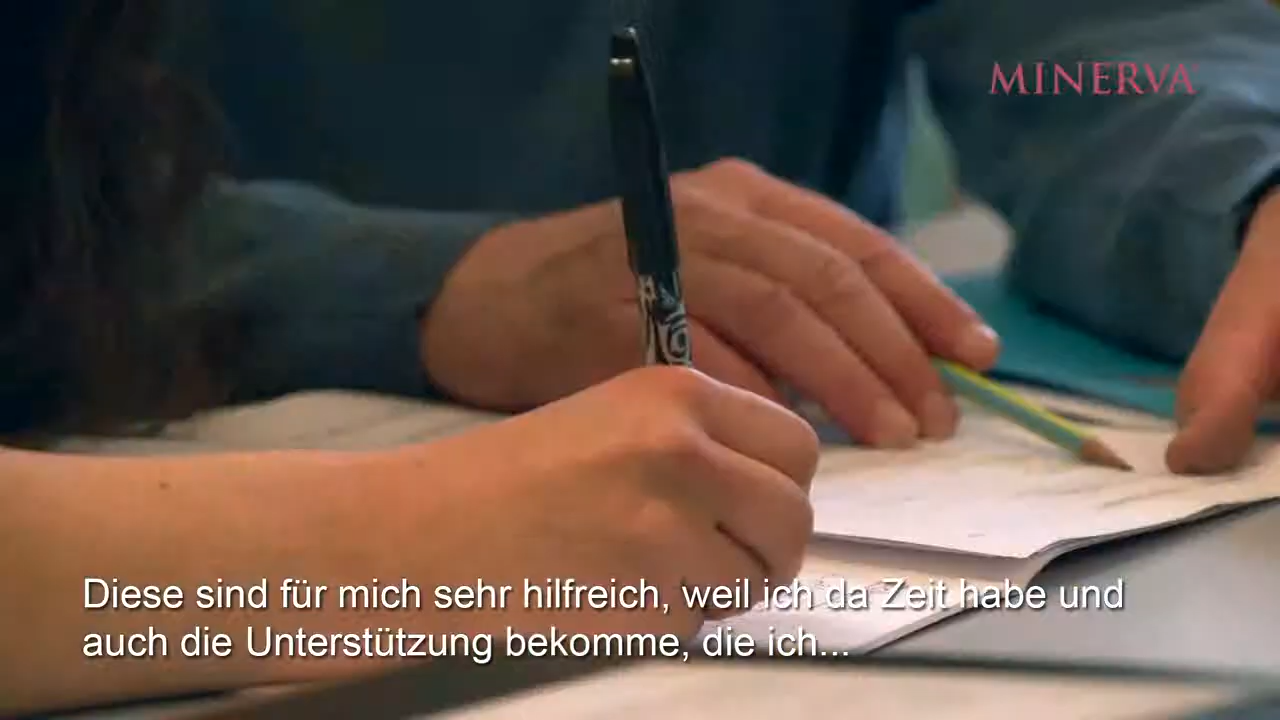 MINERVA
Diese sind für mich sehr hilfreich, weil ich da Zeit habe und
auch die Unterstützung bekomme, die ich...